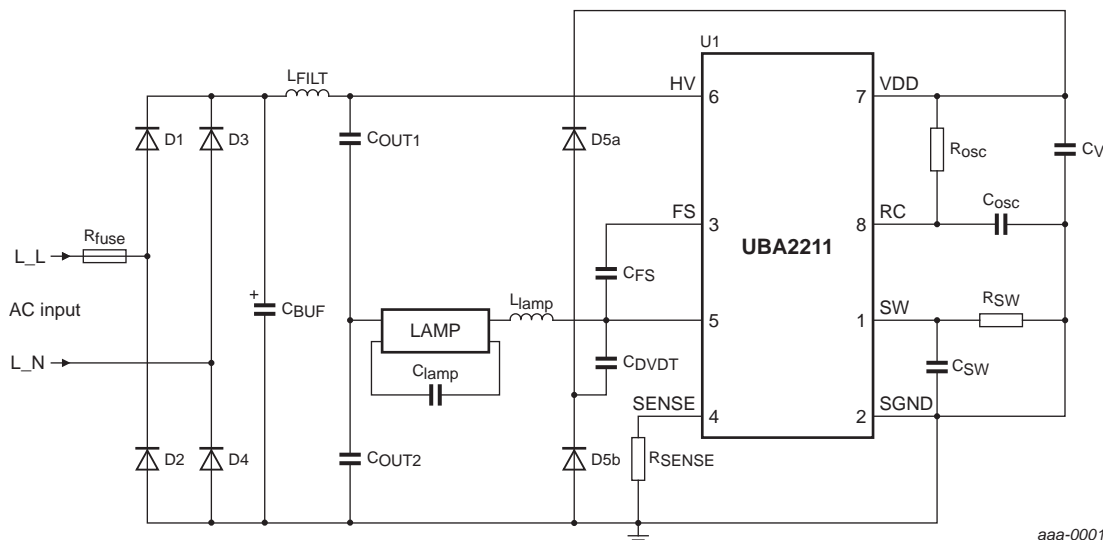 U1
LFILT
HV
6
7
VDD
D1
D3
COUT1
D5a
Rosc
CV
Cosc
FS
3
8
RC
Rfuse
L_L
UBA2211
CFS
AC input
+
CBUF
Llamp
RSW
LAMP
5
1
SW
L_N
Clamp
CDVDT
CSW
SENSE
4
2
SGND
D2
D4
COUT2
D5b
RSENSE
aaa-0001